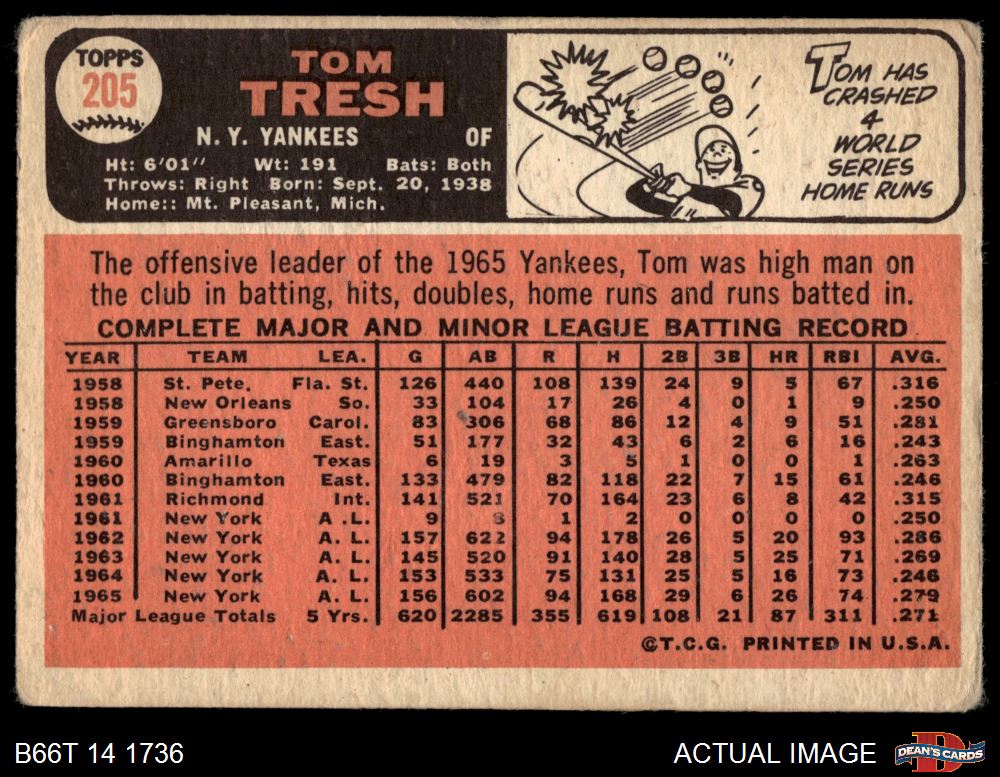 TOPPS
205
TOM
TRESH
N. Y. YANKEES OF
Ht: 6'01" Wt: 191 Bats: Both
Throws: Right Born: Sept. 20, 1938
Home:: Mt. Pleasant, Mich.
TOM HAS
CRASHED
4
WORLD
SERIES
HOME RUNS
The offensive leader of the 1965 Yankees, Tom was high man on
the club in batting, hits, doubles, home runs and runs batted in.
COMPLETE MAJOR AND MINOR LEAGUE BATTING RECORD
YEAR TEAM LEA. G AB R H 2B 3B HR RBI AVG.
1958 St. Pete. Fla. St. 126 440 108 139 24 9 5 67 .316
1958 New Orleans So. 33 104 17 26 4 0 1 9 .250
1959 Greensboro Carol. 83 306 68 86 12 4 9 51 .281
1959 Binghamton East. 51 177 32 43 6 2 6 16 .243
1960 Amarillo Texas 6 19 3 5 1 0 0 1 .263
1960 Binghamton East. 133 479 82 118 22 7 15 61 .246
1961 Richmond Int. 141 521 70 164 23 6 8 42 .315
1961 New York A .L. 9 8 1 2 0 0 0 0 .250
1962 New York A. L. 157 622 94 178 26 5 20 93 .286
1963 New York A. L. 145 520 91 140 28 5 25 71 .269
1964 New York A. L. 153 533 75 131 25 5 16 73 .246
1965 New York A. L. 156 602 94 168 29 6 26 74 .279
Major League Totals 5 Yrs. 620 2285 355 619 108 21 87 311 .271
©T.C.G. PRINTED IN U.S.A.
B66T 14 1736
ACTUAL IMAGE
DEAN'S CARDS